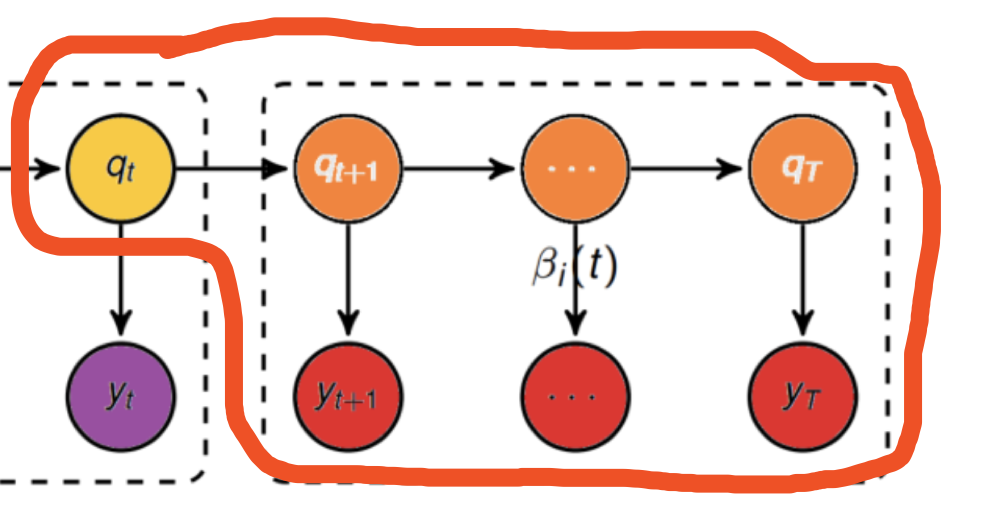 qt qt+1 ... qT
βi(t)
yt yt+1 ... yT